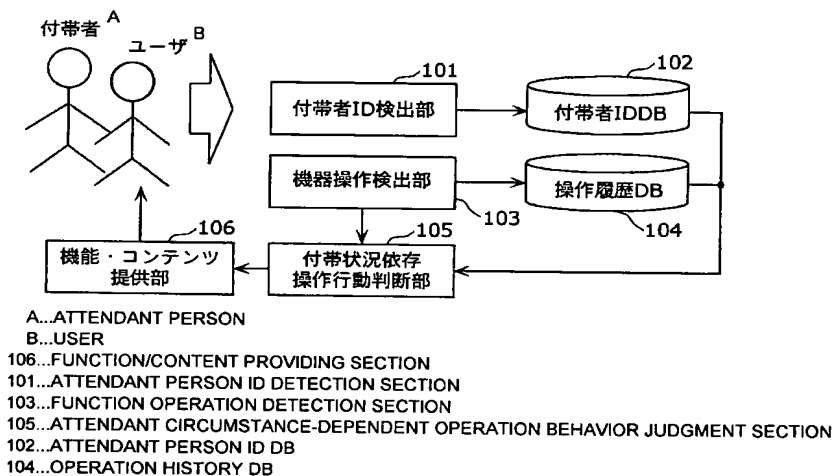 付帯者 A
ユーザ B
101
付帯者ID検出部
102
付帯者IDDB
機器操作検出部
103
操作履歴DB
104
106
機能・コンテンツ
提供部
105
付帯状況依存
操作行動判断部
A...ATTENDANT PERSON
B...USER
106...FUNCTION/CONTENT PROVIDING SECTION
101...ATTENDANT PERSON ID DETECTION SECTION
103...FUNCTION OPERATION DETECTION SECTION
105...ATTENDANT CIRCUMSTANCE-DEPENDENT OPERATION BEHAVIOR JUDGMENT SECTION
102...ATTENDANT PERSON ID DB
104...OPERATION HISTORY DB